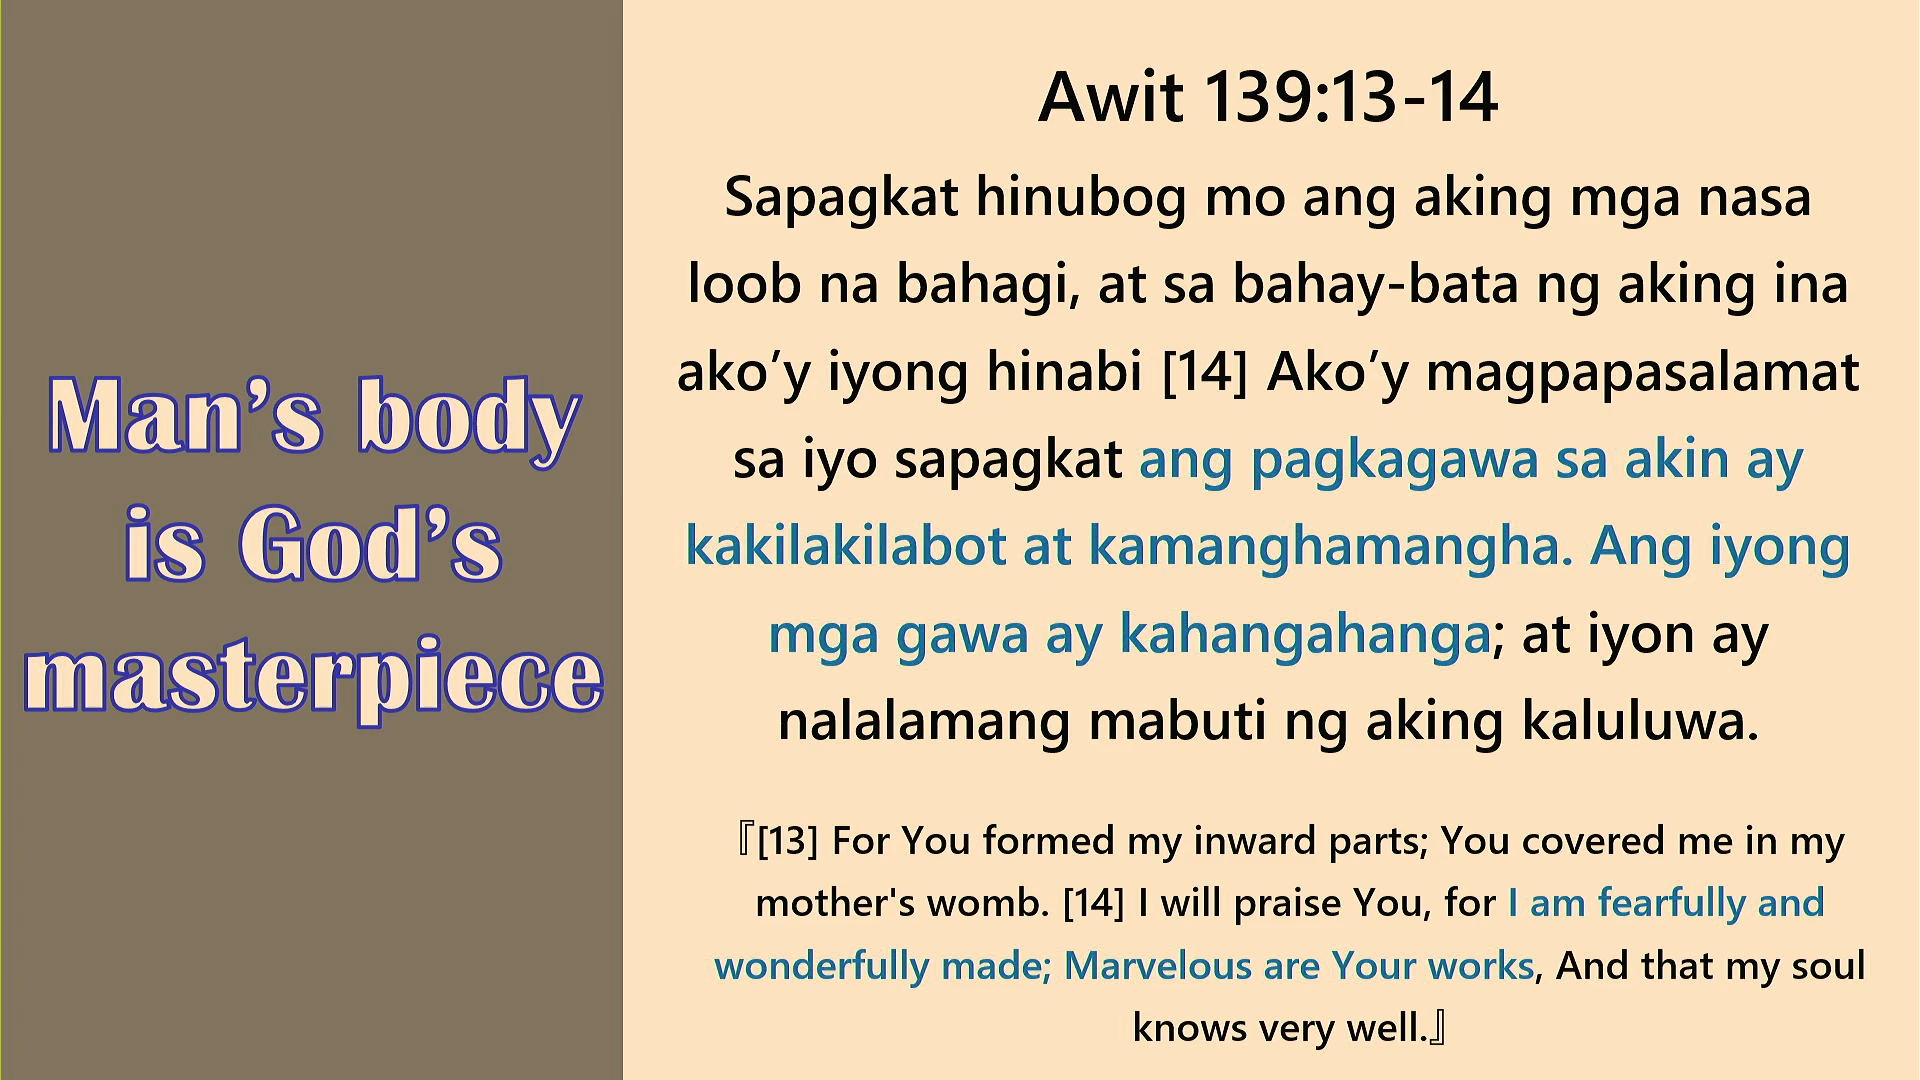 Man’s body
is God’s
masterpiece
Awit 139:13-14
Sapagkat hinubog mo ang aking mga nasa
loob na bahagi, at sa bahay-bata ng aking ina
ako’y iyong hinabi [14] Ako’y magpapasalamat
sa iyo sapagkat ang pagkagawa sa akin ay
kakilakilabot at kamanghamangha. Ang iyong
mga gawa ay kahangahanga; at iyon ay
nalalamang mabuti ng aking kaluluwa.
『[13] For You formed my inward parts; You covered me in my
mother's womb. [14] I will praise You, for I am fearfully and
wonderfully made; Marvelous are Your works, And that my soul
knows very well.』